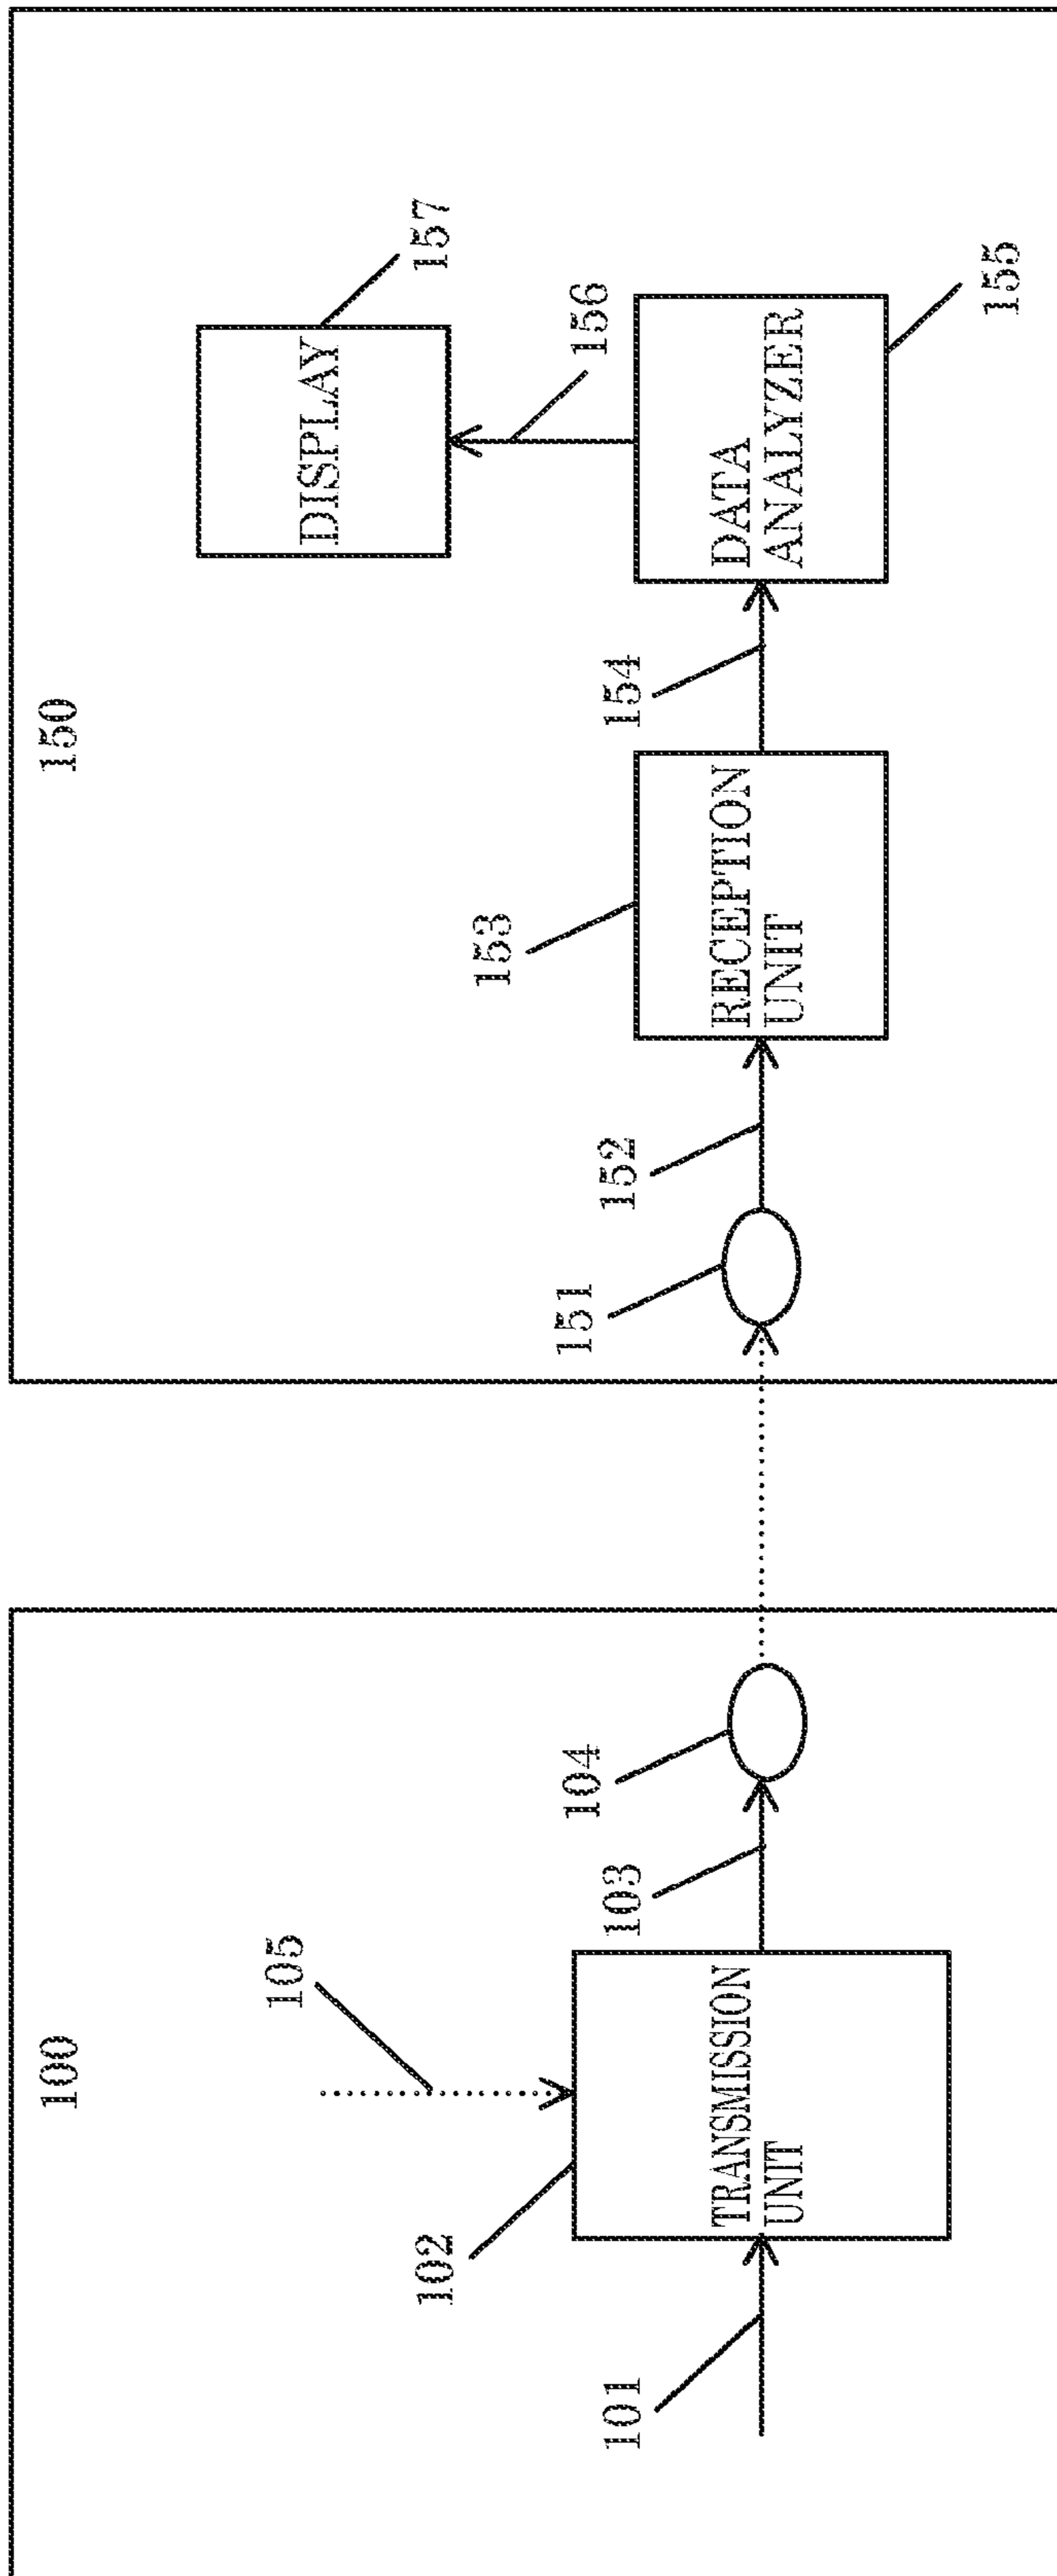 100
105
102
TRANSMISSION
UNIT
101
103
104
150
151
152
153
RECEPTION
UNIT
154
DATA
ANALYZER
155
156
DISPLAY
157